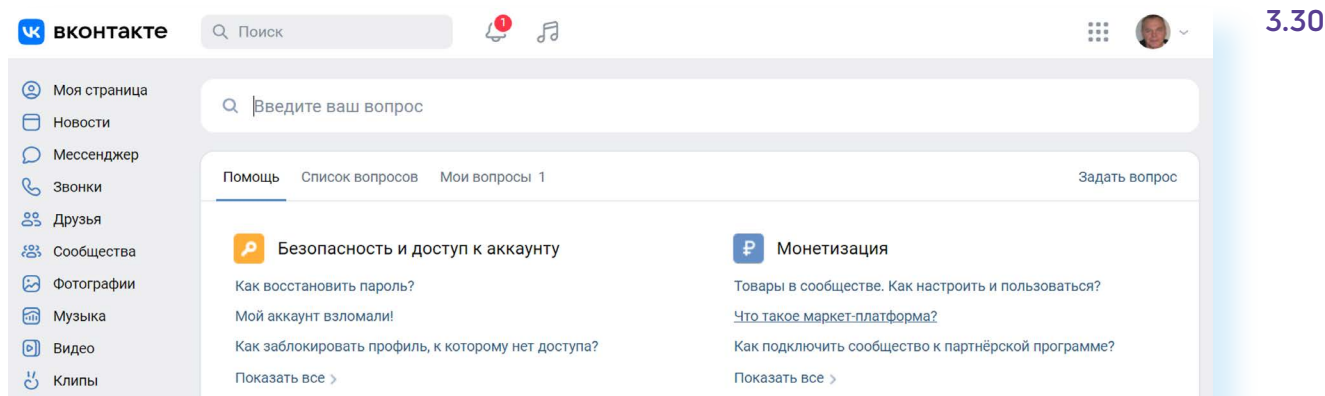 вконтакте
Поиск
1
3.30
Моя страница
Новости
Мессенджер
Звонки
Друзья
Сообщества
Фотографии
Музыка
Видео
Клипы
Введите ваш вопрос
Помощь Список вопросов Мои вопросы 1 Задать вопрос
Безопасность и доступ к аккаунту
Как восстановить пароль?
Мой аккаунт взломали!
Как заблокировать профиль, к которому нет доступа?
Показать все
Монетизация
Товары в сообществе. Как настроить и пользоваться?
Что такое маркет-платформа?
Как подключить сообщество к партнёрской программе?
Показать все